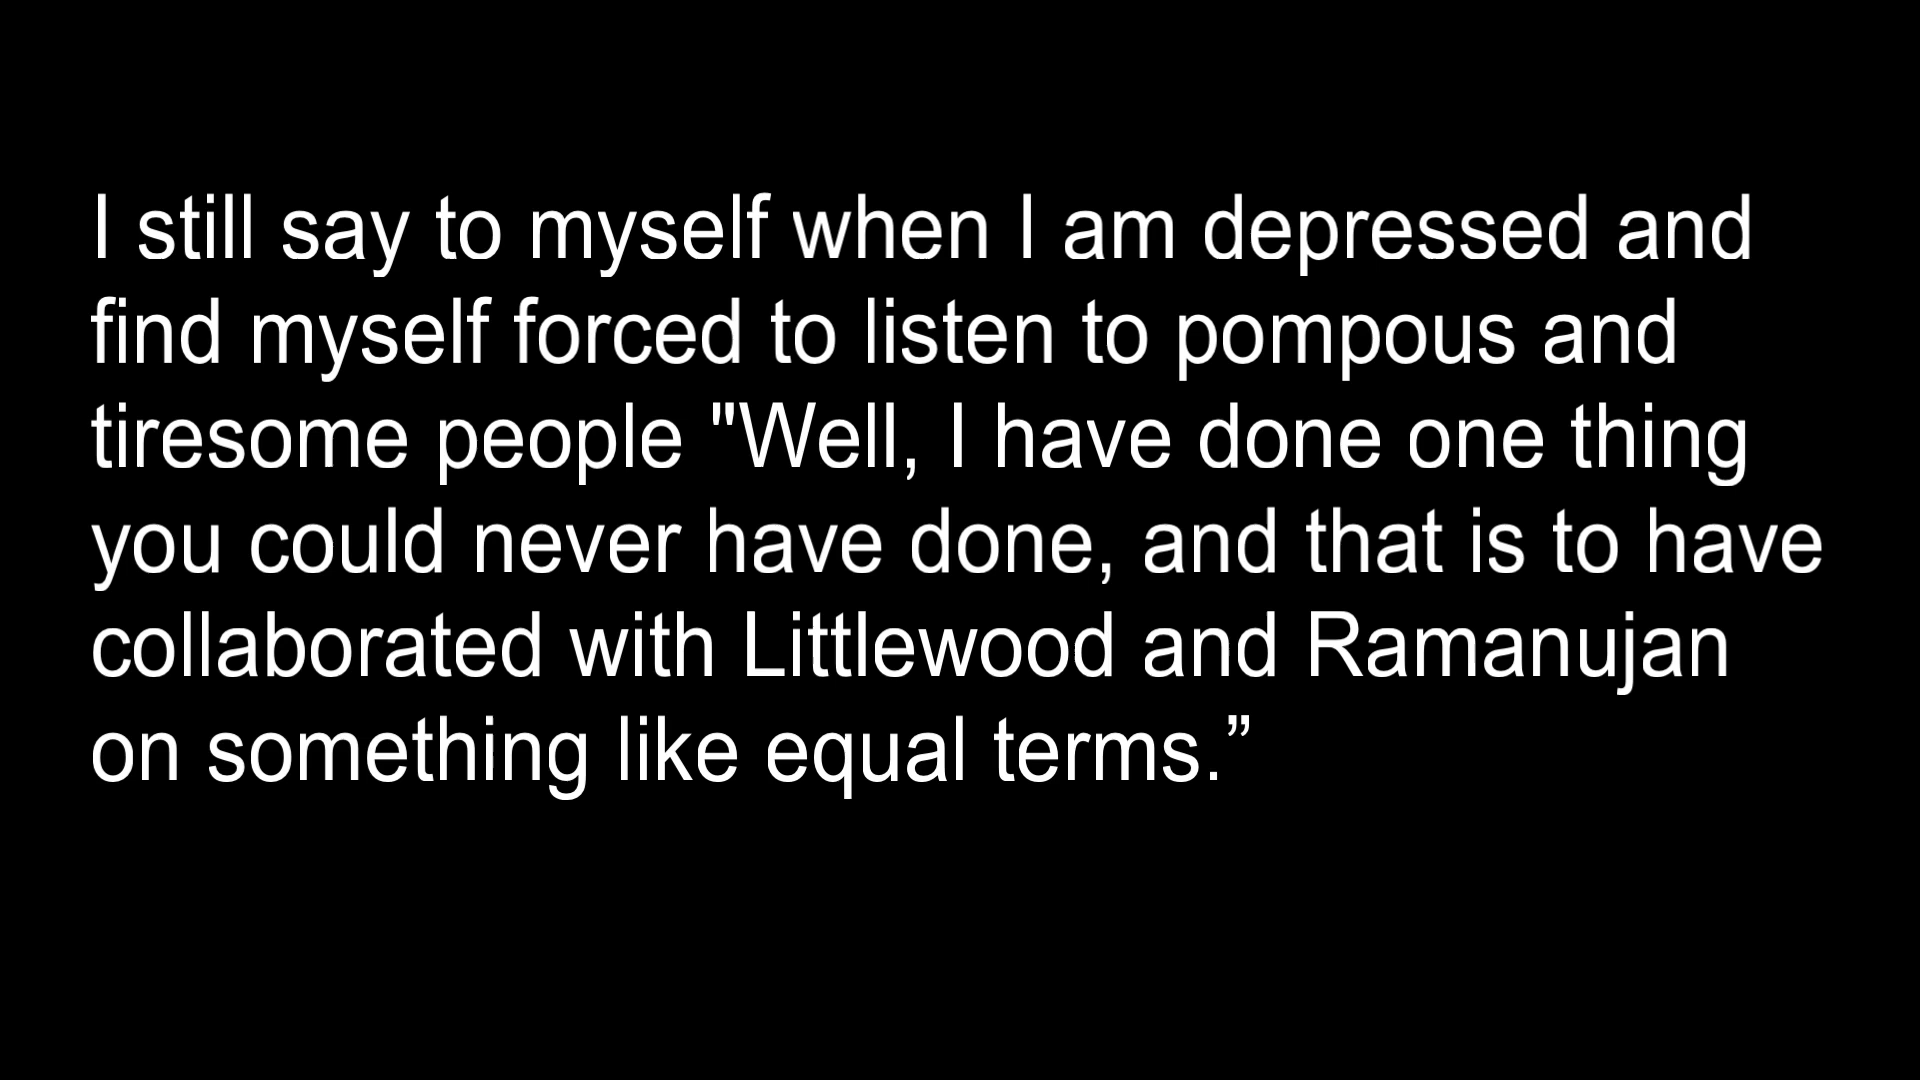 I still say to myself when I am depressed and
find myself forced to listen to pompous and
tiresome people "Well, I have done one thing
you could never have done, and that is to have
collaborated with Littlewood and Ramanujan
on something like equal terms.”